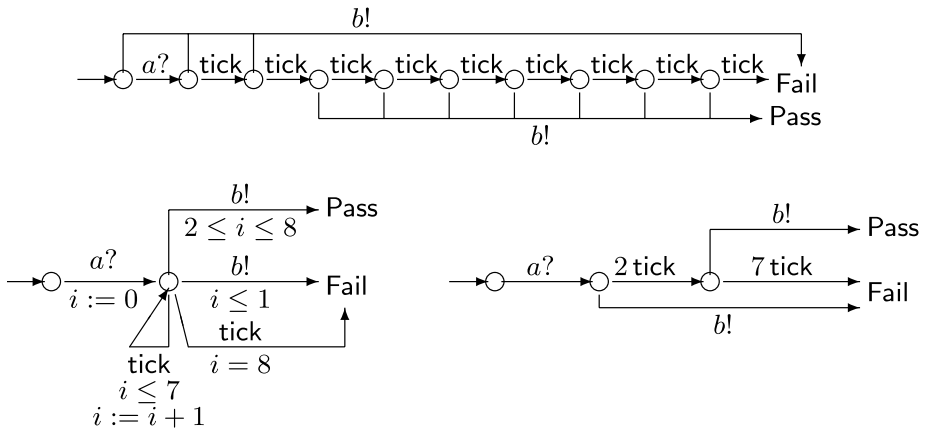 b!
a? tick tick tick tick tick tick tick tick Fail
Pass
b!
b! Pass
2 ≤ i ≤ 8
a? b! Fail
i := 0 i ≤ 1
tick
i = 8
tick
i ≤ 7
i := i + 1
b! Pass
a? 2 tick 7 tick Fail
b!